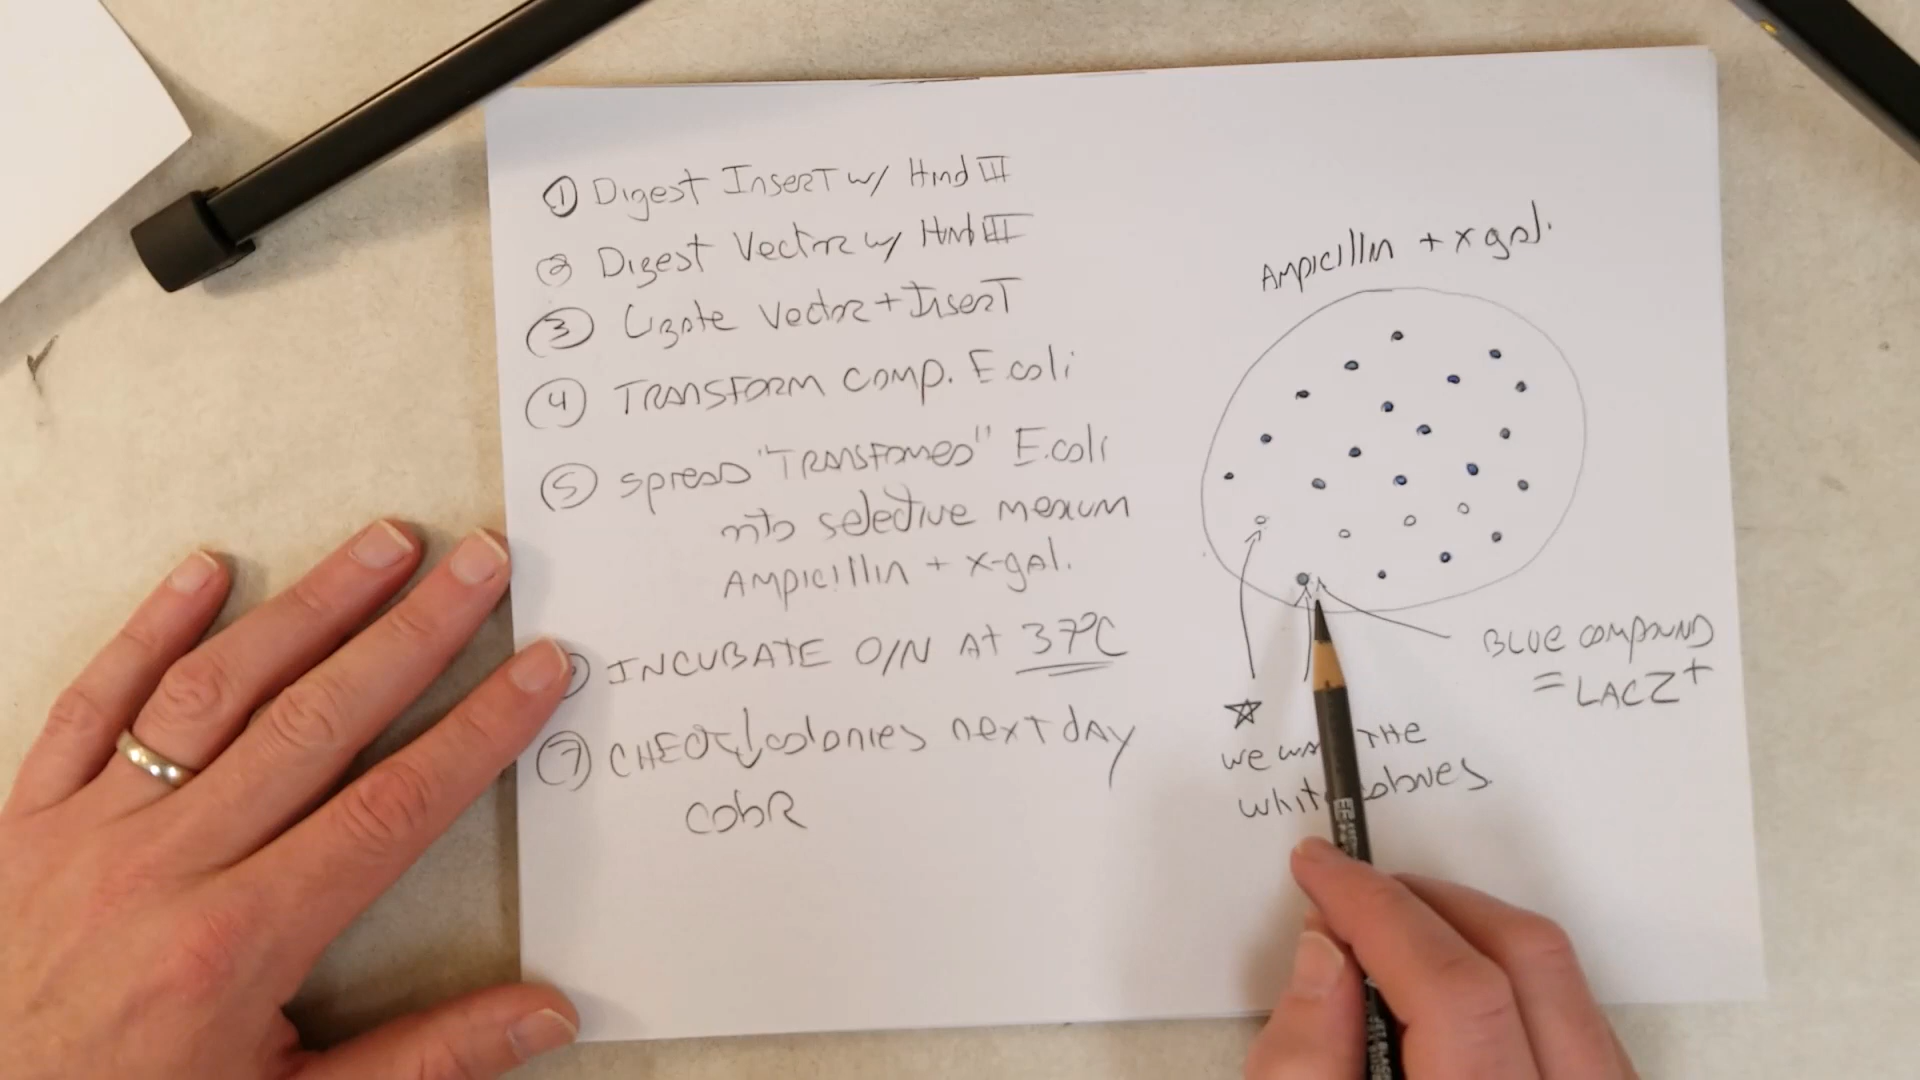 ① Digest Insert w/ Hind III
② Digest Vector w/ Hind III
③ Ligate Vector + Insert
④ TRANSFORM comp. E.coli
⑤ spread "TRANSFOMED" E.coli
into selective medium
Ampicillin + x-gal.
INCUBATE O/N At 37°C
⑦ CHECK colonies next day
COLOR
Ampicillin + x gal.
BLUE COMPOUND
= LACZ+
☆
we THE